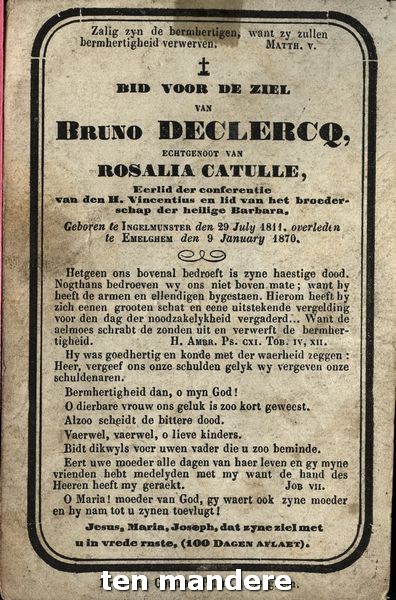 Zalig zyn de bermhertigen, want zy zullen
bermhertigheid verwerven. MATTH. V.
BID VOOR DE ZIEL
VAN
BRUNO DECLERCQ,
ECHTGENOOT VAN
ROSALIA CATULLE,
Eerlid der conferentie
van den H. Vincentius en lid van het broeder-
schap der heilige Barbara.
Geboren te INGELMUNSTER den 29 July 1811, overleden
te EMELGHEM den 9 January 1870.
Hetgeen ons bovenal bedroeft is zyne haestige dood.
Nogthans bedroeven wy ons niet boven mate; want hy
heeft de armen en ellendigen bygestaen. Hierom heeft hy
zich eenen grooten schat en eene uitstekende vergelding
voor den dag der noodzakelykheid vergaderd... Want de
aelmoes schrabt de zonden uit en verwerft de bermher-
tigheid. H. AMBR. PS. CXI. TOB. IV, XII.
Hy was goedhertig en konde met der waerheid zeggen:
Heer, vergeef ons onze schulden gelyk wy vergeven onze
schuldenaren.
Bermhertigheid dan, o myn God!
O dierbare vrouw ons geluk is zoo kort geweest.
Alzoo scheidt de bittere dood.
Vaerwel, vaerwel, o lieve kinders.
Bidt dikwyls voor uwen vader die u zoo beminde.
Eert uwe moeder alle dagen van haer leven en gy myne
vrienden hebt medelyden met my want de hand des
Heeren heeft my geraekt. JOB VII.
O Maria! moeder van God, gy waert ook zyne moeder
en by nam tot u zynen toevlugt!
Jesus, Maria, Joseph, dat zyne ziel met
u in vrede ruste, (100 DAGEN AFLAET).
ten mandere